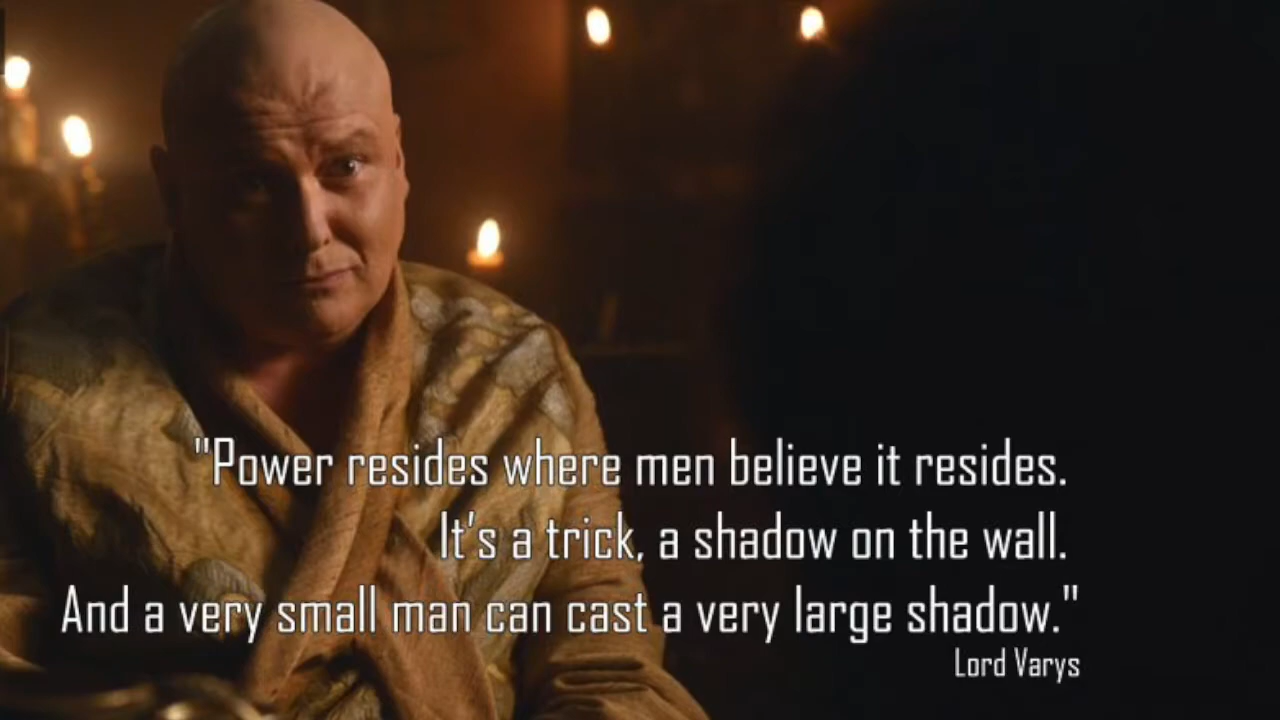 "Power resides where men believe it resides.
It's a trick, a shadow on the wall.
And a very small man can cast a very large shadow."
Lord Varys